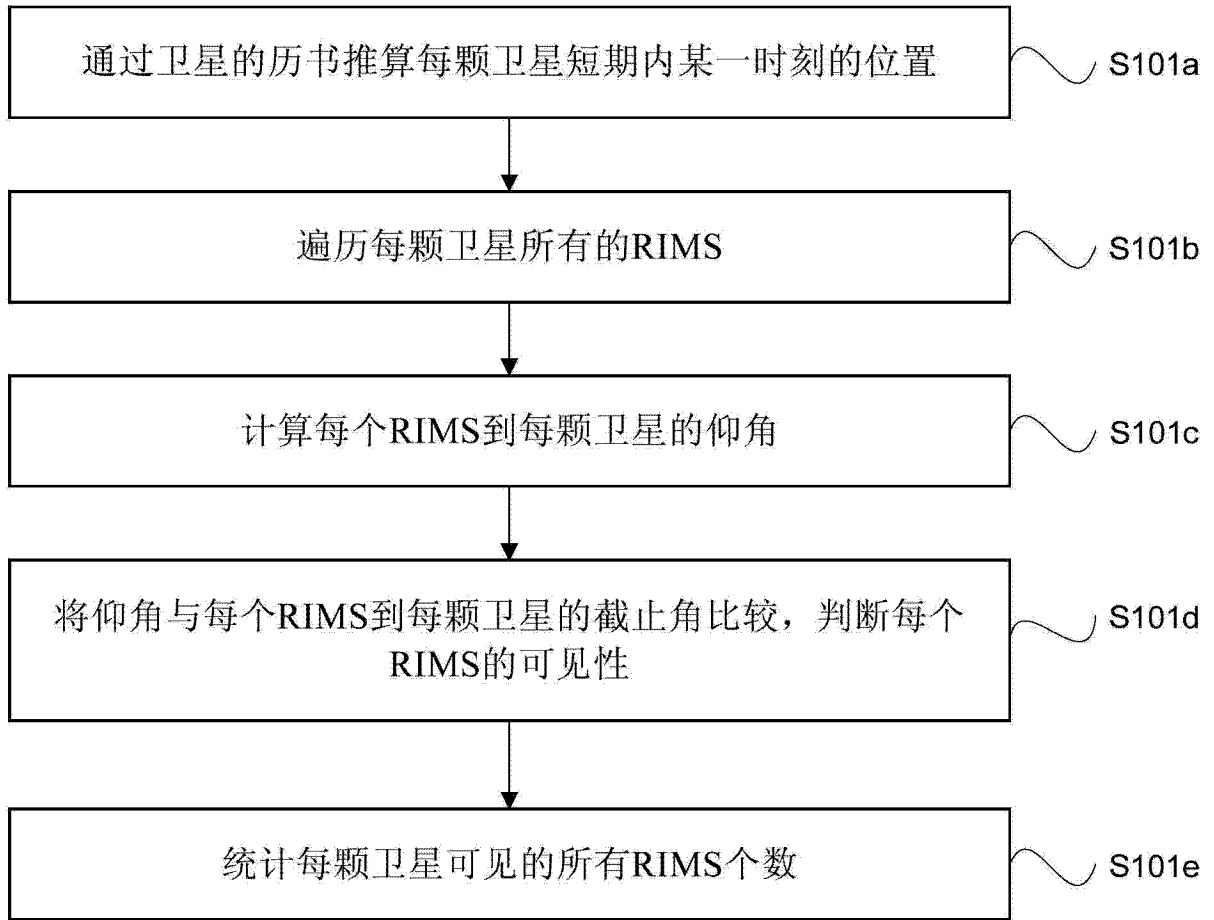 通过卫星的历书推算每颗卫星短期内某一时刻的位置
S101a
遍历每颗卫星所有的RIMS
S101b
计算每个RIMS到每颗卫星的仰角
S101c
将仰角与每个RIMS到每颗卫星的截止角比较，判断每个
RIMS的可见性
S101d
统计每颗卫星可见的所有RIMS个数
S101e